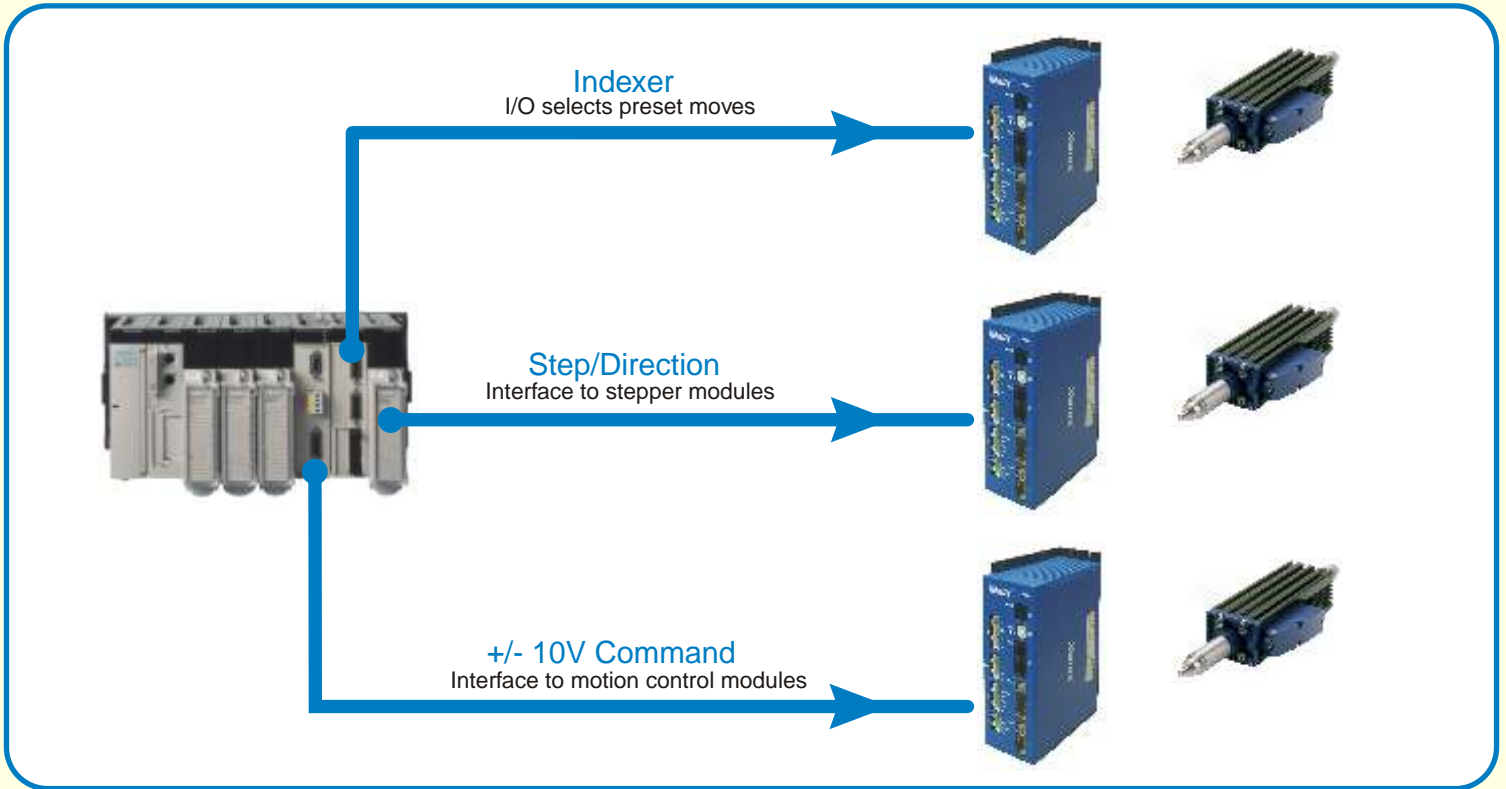 Indexer
I/O selects preset moves
Step/Direction
Interface to stepper modules
+/- 10V Command
Interface to motion control modules